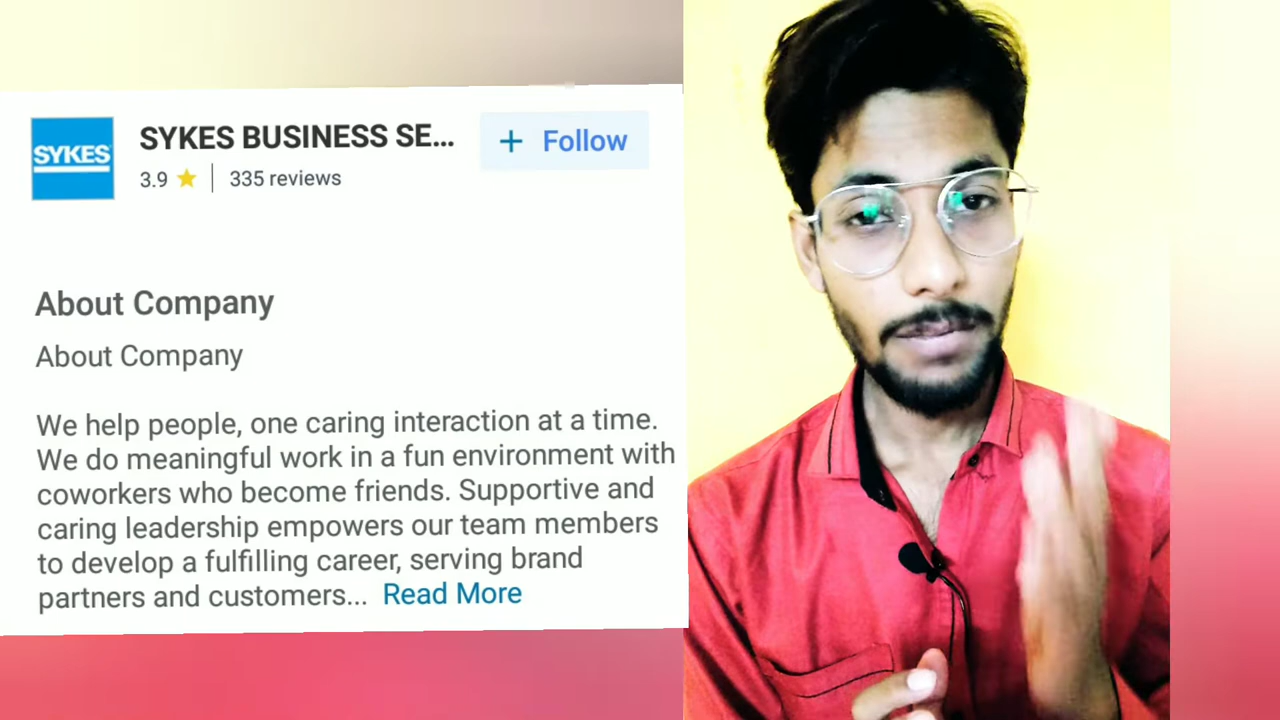 SYKES
SYKES BUSINESS SE...
3.9 ★ | 335 reviews
+ Follow
About Company
About Company
We help people, one caring interaction at a time.
We do meaningful work in a fun environment with
coworkers who become friends. Supportive and
caring leadership empowers our team members
to develop a fulfilling career, serving brand
partners and customers... Read More